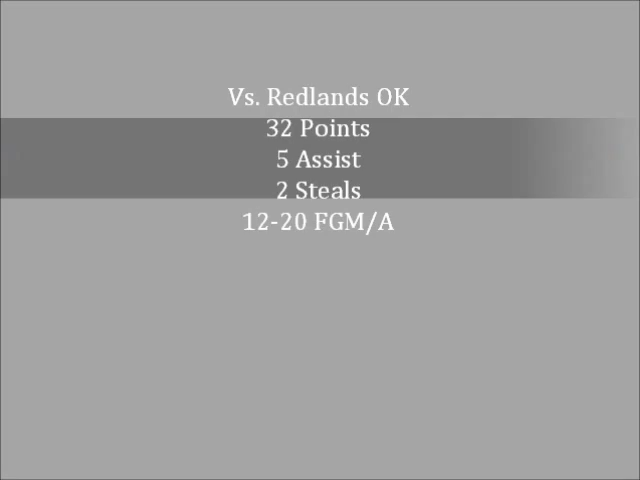 Vs. Redlands OK
32 Points
5 Assist
2 Steals
12-20 FGM/A